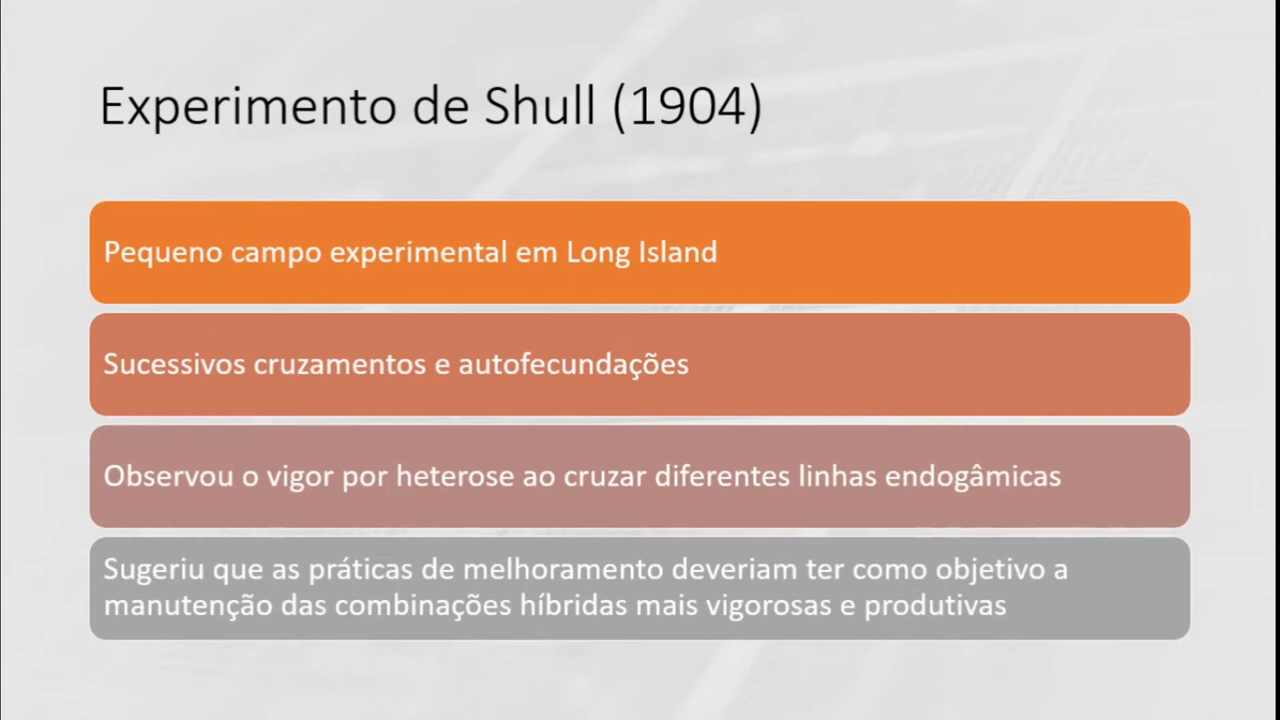 Experimento de Shull (1904)
Pequeno campo experimental em Long Island
Sucessivos cruzamentos e autofecundações
Observou o vigor por heterose ao cruzar diferentes linhas endogâmicas
Sugeriu que as práticas de melhoramento deveriam ter como objetivo a
manutenção das combinações híbridas mais vigorosas e produtivas